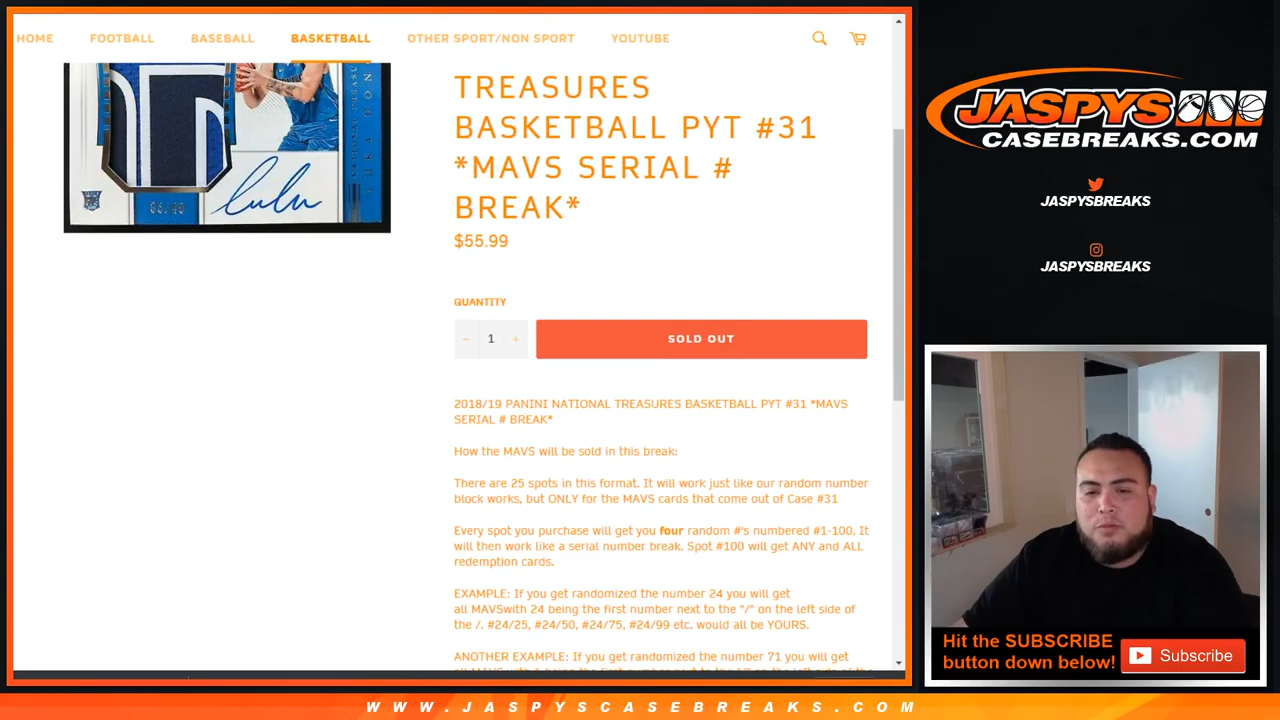 HOME FOOTBALL BASEBALL BASKETBALL OTHER SPORT/NON SPORT YOUTUBE
TREASURES
BASKETBALL PYT #31
*MAVS SERIAL #
BREAK*
$55.99
QUANTITY
− 1 + SOLD OUT
2018/19 PANINI NATIONAL TREASURES BASKETBALL PYT #31 *MAVS
SERIAL # BREAK*
How the MAVS will be sold in this break:
There are 25 spots in this format. It will work just like our random number
block works, but ONLY for the MAVS cards that come out of Case #31
Every spot you purchase will get you four random #'s numbered #1-100. It
will then work like a serial number break. Spot #100 will get ANY and ALL
redemption cards.
EXAMPLE: If you get randomized the number 24 you will get
all MAVSwith 24 being the first number next to the "/" on the left side of
the /. #24/25, #24/50, #24/75, #24/99 etc. would all be YOURS.
ANOTHER EXAMPLE: If you get randomized the number 71 you will get
JASPYS
CASEBREAKS.COM
JASPYSBREAKS
JASPYSBREAKS
Hit the SUBSCRIBE
button down below!
Subscribe
WWW.JASPYSCASEBREAKS.COM